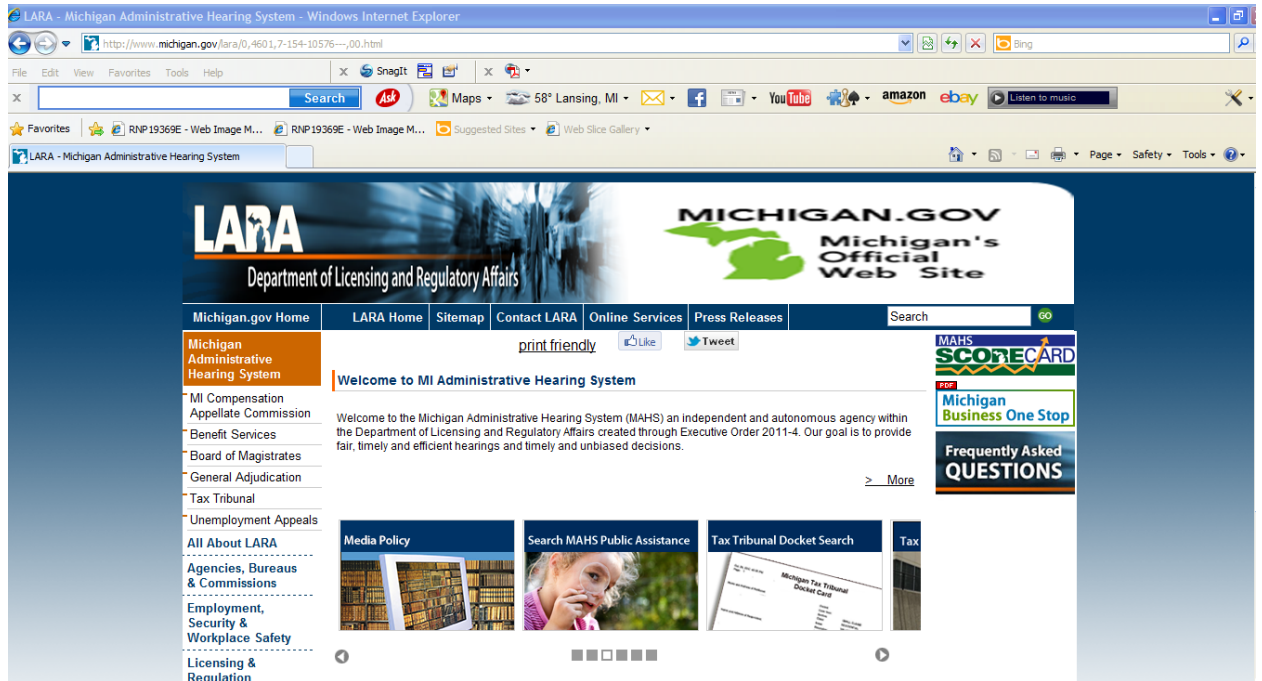 LARA - Michigan Administrative Hearing System - Windows Internet Explorer
http://www.michigan.gov/lara/0,4601,7-154-10576---,00.html
Bing
File Edit View Favorites Tools Help
x SnagIt
x
x Search Ask Maps 58° Lansing, MI YouTube amazon ebay Listen to music
Favorites RNP19369E - Web Image M... RNP19369E - Web Image M... Suggested Sites Web Slice Gallery
LARA - Michigan Administrative Hearing System
Page Safety Tools
LARA
Department of Licensing and Regulatory Affairs
MICHIGAN.GOV
Michigan's
Official
Web Site
Michigan.gov Home
LARA Home Sitemap Contact LARA Online Services Press Releases
Search GO
Michigan
Administrative
Hearing System
MI Compensation
Appellate Commission
Benefit Services
Board of Magistrates
General Adjudication
Tax Tribunal
Unemployment Appeals
All About LARA
Agencies, Bureaus
& Commissions
Employment,
Security &
Workplace Safety
Licensing &
Regulation
print friendly Like Tweet
Welcome to MI Administrative Hearing System
Welcome to the Michigan Administrative Hearing System (MAHS) an independent and autonomous agency within
the Department of Licensing and Regulatory Affairs created through Executive Order 2011-4. Our goal is to provide
fair, timely and efficient hearings and timely and unbiased decisions.
> More
Media Policy
Search MAHS Public Assistance
Tax Tribunal Docket Search
Michigan Tax Tribunal
Docket Card
Tax
MAHS
SCORECARD
PDF
Michigan
Business One Stop
Frequently Asked
QUESTIONS